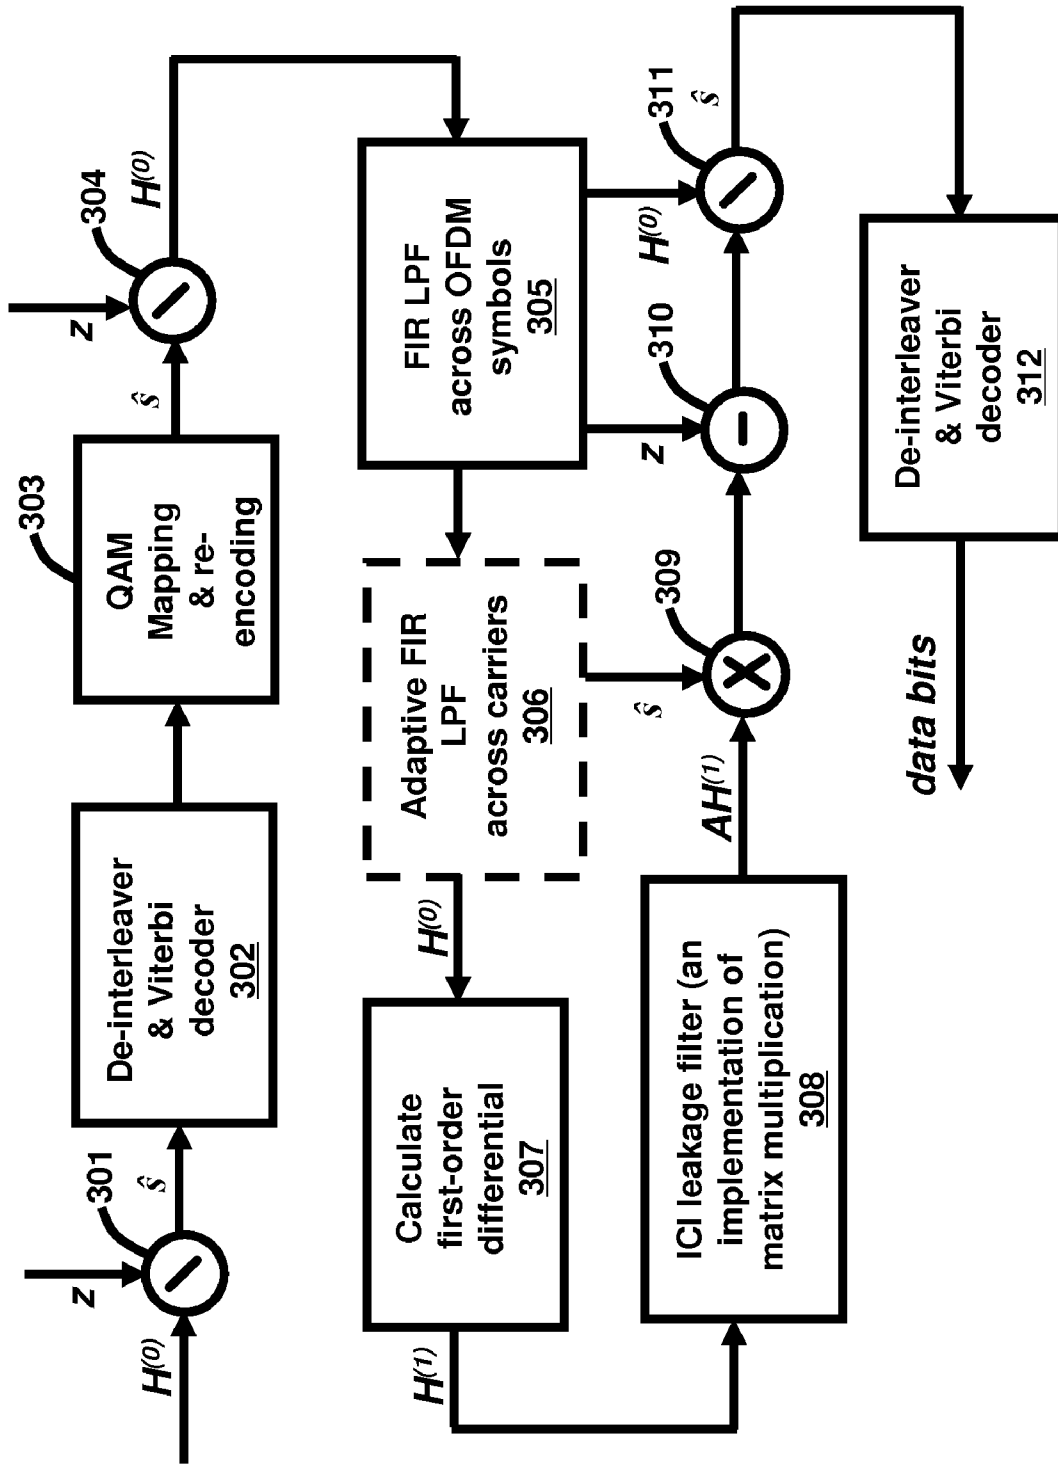 H(0)
z
301
ŝ
De-interleaver
& Viterbi
decoder
302
303
QAM
Mapping
& re-
encoding
ŝ
z
304
H(0)
FIR LPF
across OFDM
symbols
305
Adaptive FIR
LPF
across carriers
306
H(0)
Calculate
first-order
differential
307
H(1)
ICI leakage filter (an
implementation of
matrix multiplication)
308
AH(1)
ŝ
309
z
310
H(0)
311
ŝ
De-interleaver
& Viterbi
decoder
312
data bits